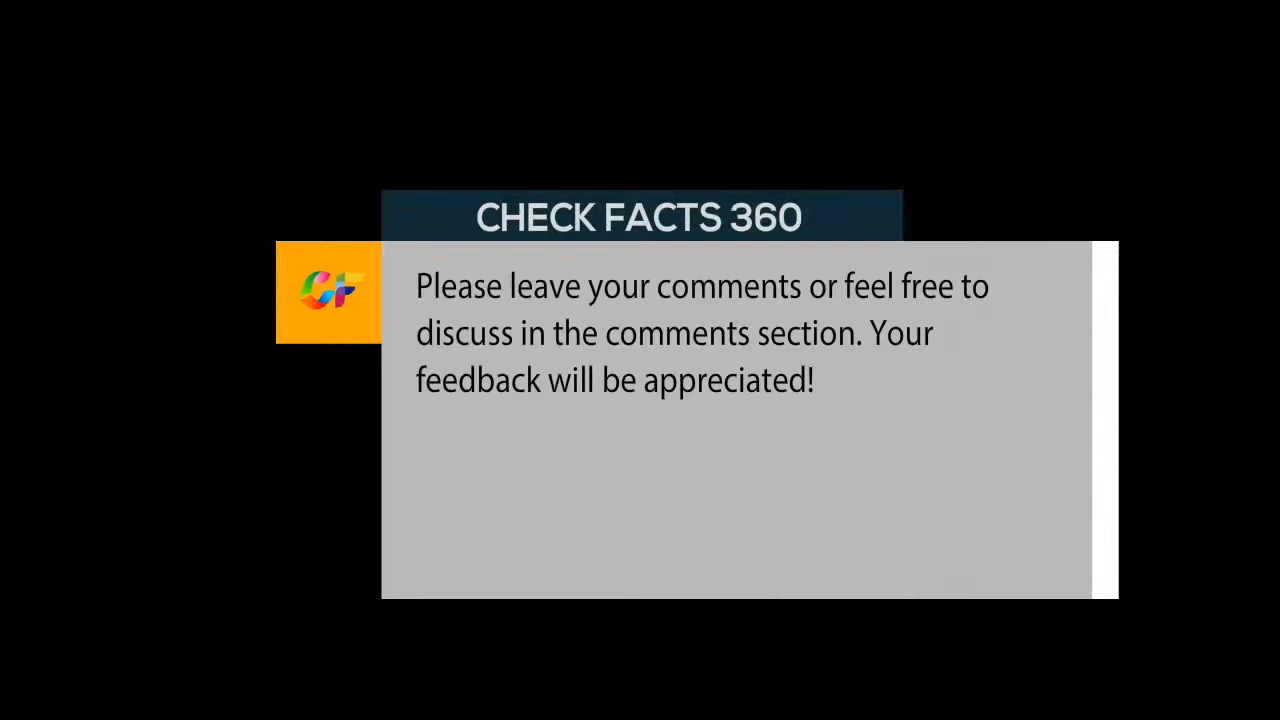 CHECK FACTS 360
CF
Please leave your comments or feel free to
discuss in the comments section. Your
feedback will be appreciated!